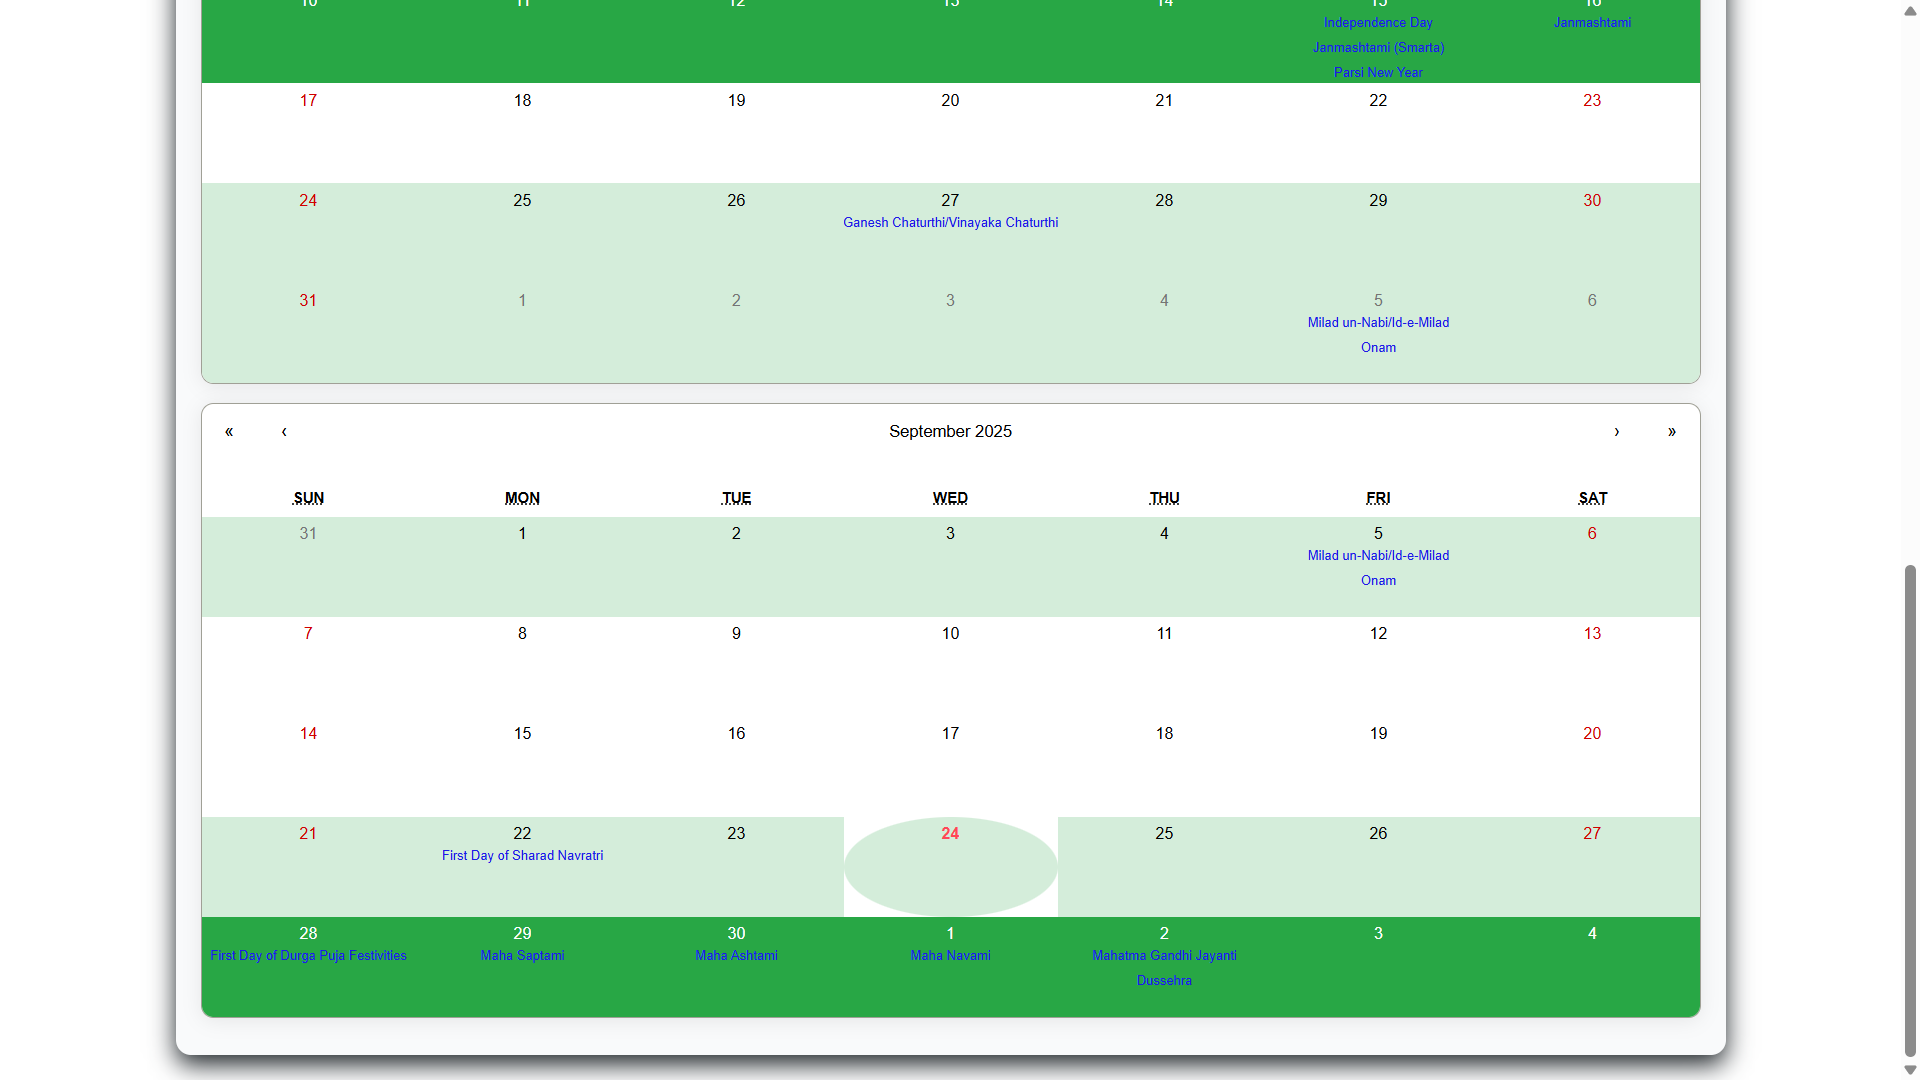 10 11 12 13 14 15 16
Independence Day Janmashtami
Janmashtami (Smarta)
Parsi New Year
17 18 19 20 21 22 23
24 25 26 27 28 29 30
Ganesh Chaturthi/Vinayaka Chaturthi
31 1 2 3 4 5 6
Milad un-Nabi/Id-e-Milad
Onam
« ‹ September 2025 › »
SUN MON TUE WED THU FRI SAT
31 1 2 3 4 5 6
Milad un-Nabi/Id-e-Milad
Onam
7 8 9 10 11 12 13
14 15 16 17 18 19 20
21 22 23 24 25 26 27
First Day of Sharad Navratri
28 29 30 1 2 3 4
First Day of Durga Puja Festivities Maha Saptami Maha Ashtami Maha Navami Mahatma Gandhi Jayanti
Dussehra